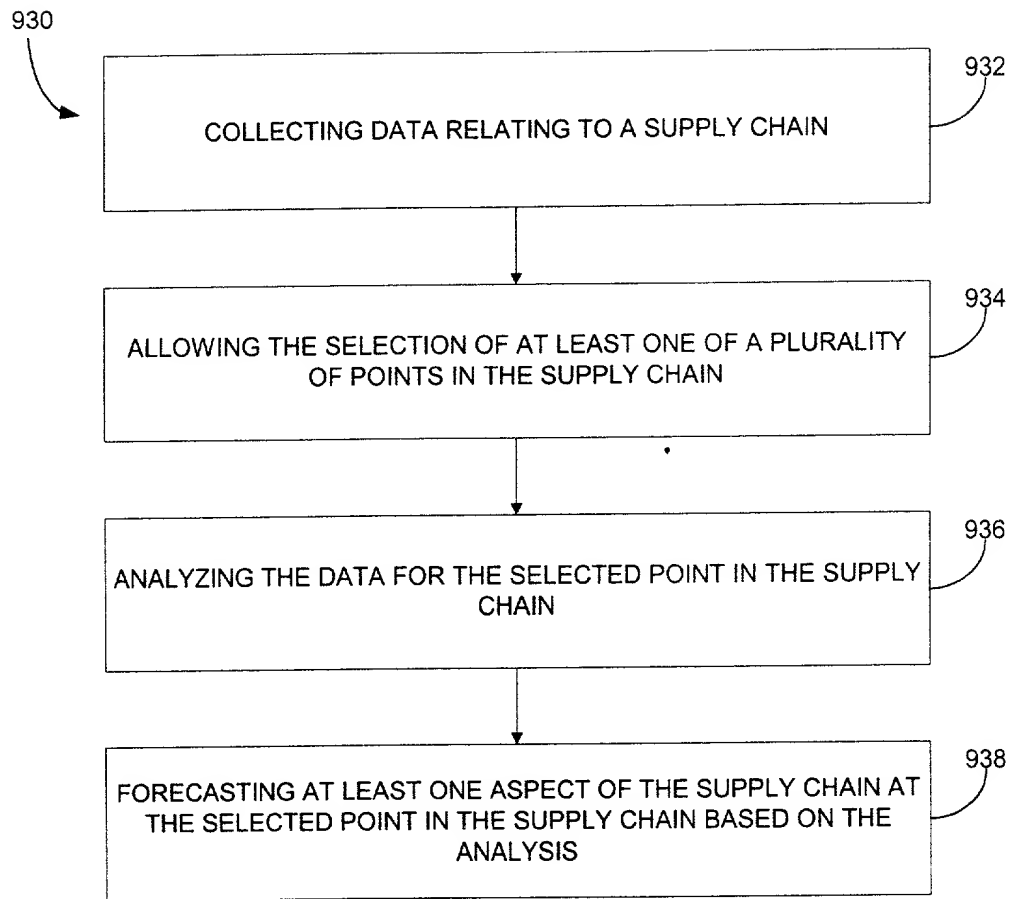 930
932
COLLECTING DATA RELATING TO A SUPPLY CHAIN
934
ALLOWING THE SELECTION OF AT LEAST ONE OF A PLURALITY
OF POINTS IN THE SUPPLY CHAIN
936
ANALYZING THE DATA FOR THE SELECTED POINT IN THE SUPPLY
CHAIN
938
FORECASTING AT LEAST ONE ASPECT OF THE SUPPLY CHAIN AT
THE SELECTED POINT IN THE SUPPLY CHAIN BASED ON THE
ANALYSIS